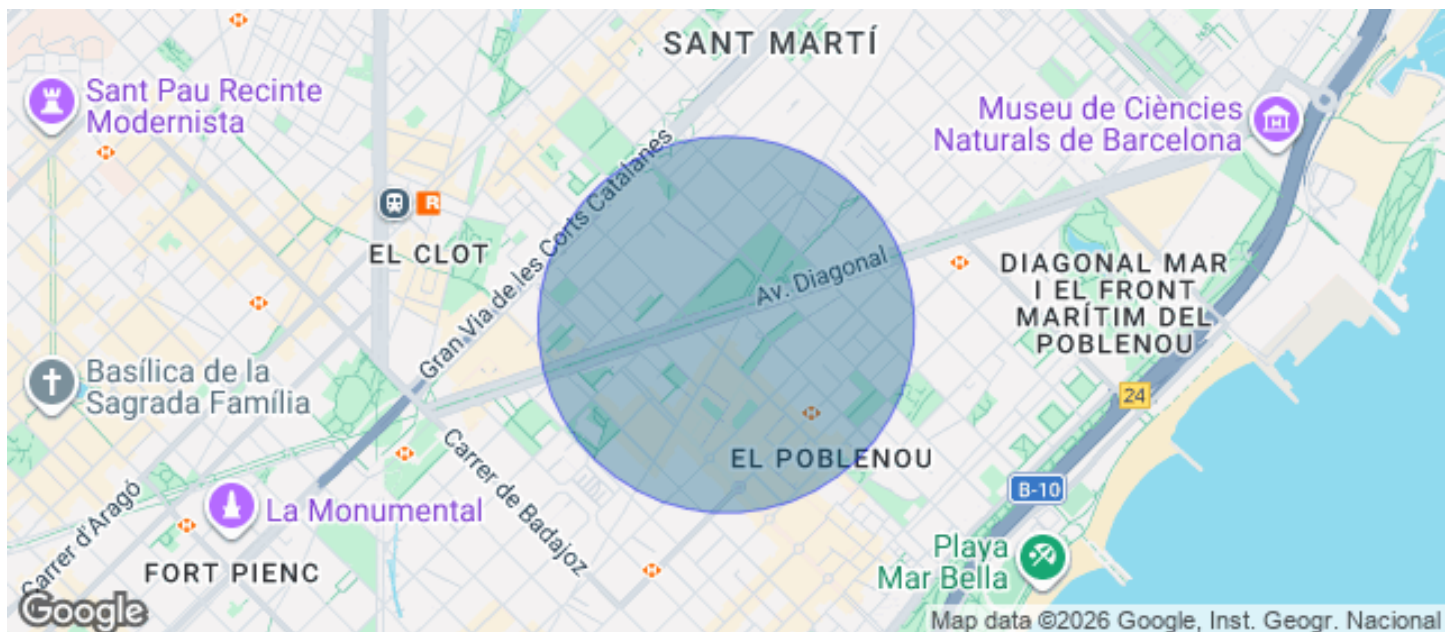 SANT MARTÍ
Sant Pau Recinte
Modernista
Museu de Ciències
Naturals de Barcelona
Gran Via de les Corts Catalanes
R
EL CLOT
Av. Diagonal
DIAGONAL MAR
I EL FRONT
MARÍTIM DEL
POBLENOU
Basílica de la
Sagrada Família
24
Carrer de Badajoz
EL POBLENOU
B-10
Carrer d'Aragó
La Monumental
Playa
Mar Bella
FORT PIENC
Google
Map data ©2026 Google, Inst. Geogr. Nacional